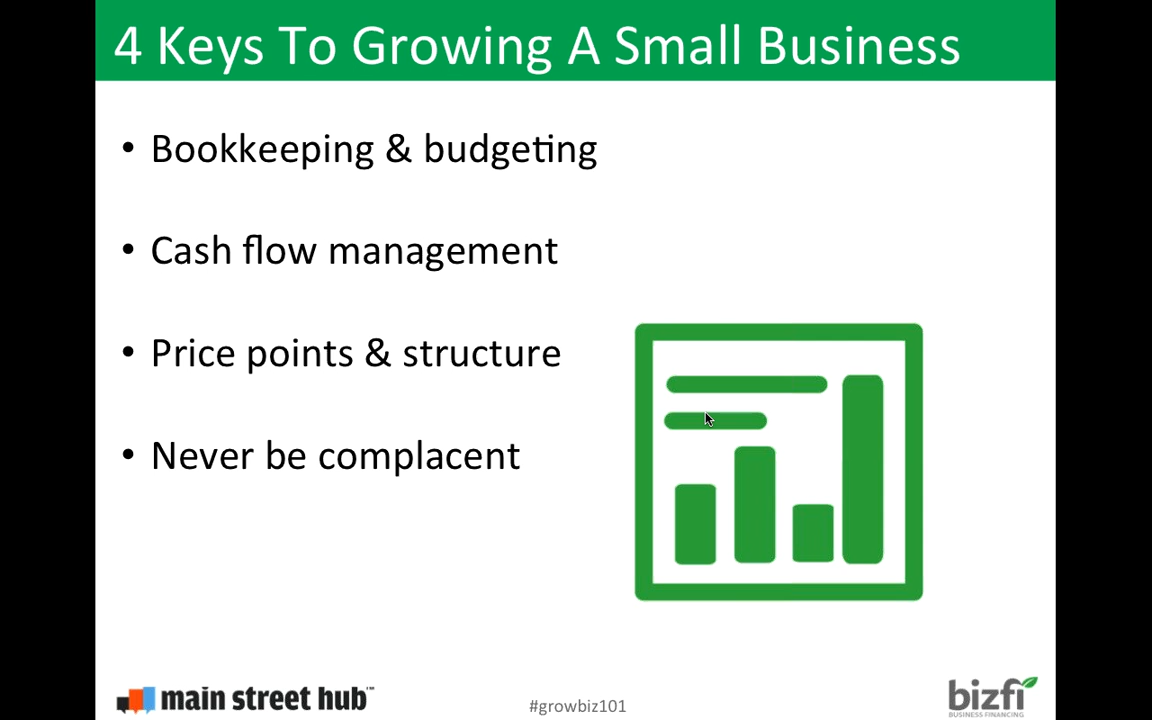 4 Keys To Growing A Small Business
• Bookkeeping & budgeting
• Cash flow management
• Price points & structure
• Never be complacent
main street hub™
#growbiz101
bizfi
BUSINESS FINANCING